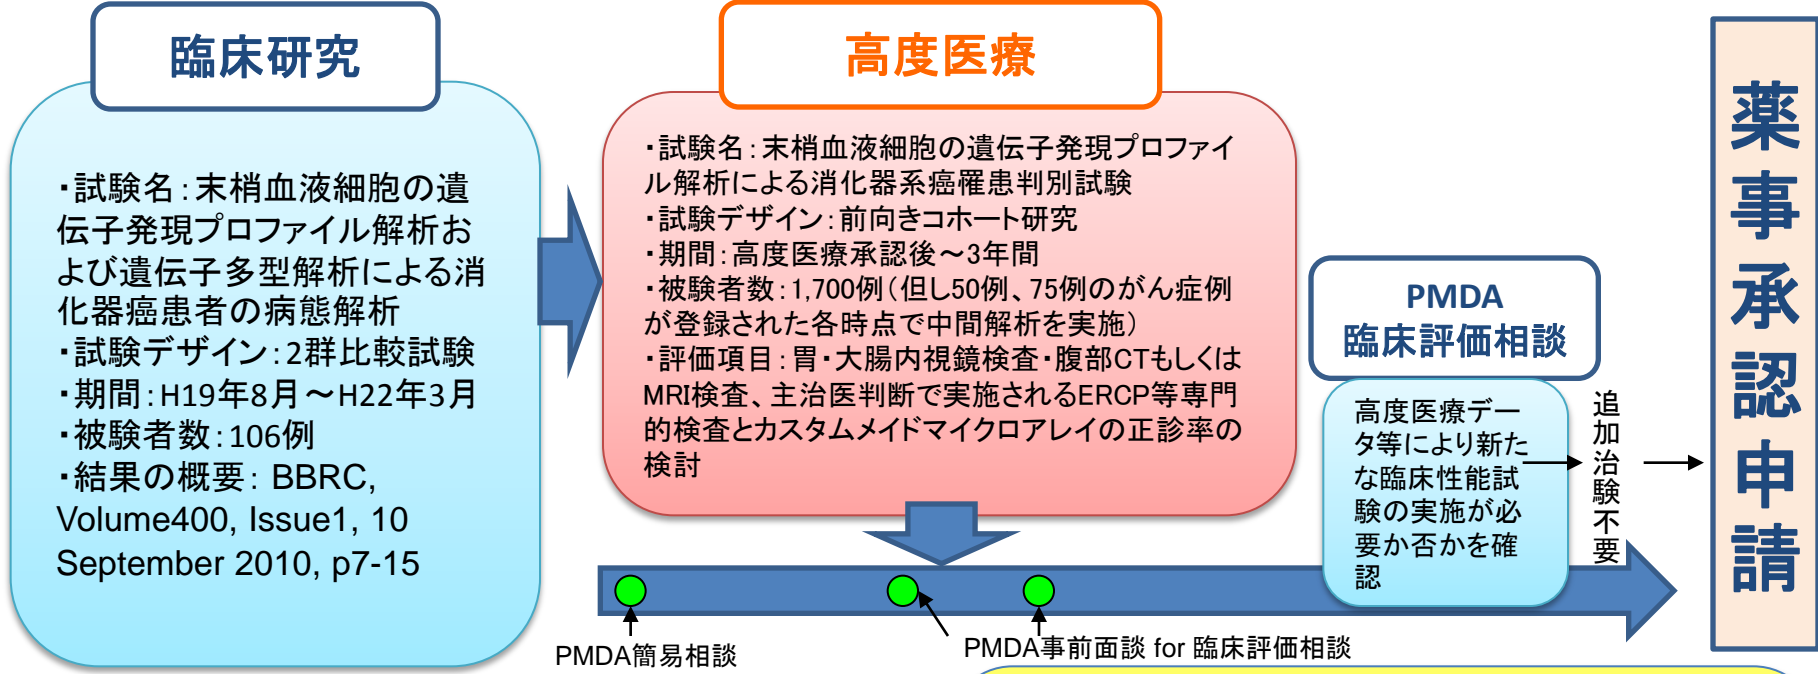 臨床研究
・試験名：末梢血液細胞の遺
伝子発現プロファイル解析お
よび遺伝子多型解析による消
化器癌患者の病態解析
・試験デザイン：2群比較試験
・期間：H19年8月～H22年3月
・被験者数：106例
・結果の概要： BBRC,
Volume400, Issue1, 10
September 2010, p7-15
高度医療
・試験名：末梢血液細胞の遺伝子発現プロファイ
ル解析による消化器系癌罹患判別試験
・試験デザイン：前向きコホート研究
・期間：高度医療承認後～3年間
・被験者数：1,700例（但し50例、75例のがん症例
が登録された各時点で中間解析を実施）
・評価項目：胃・大腸内視鏡検査・腹部CTもしくは
MRI検査、主治医判断で実施されるERCP等専門
的検査とカスタムメイドマイクロアレイの正診率の
検討
PMDA
臨床評価相談
高度医療デー
タ等により新た
な臨床性能試
験の実施が必
要か否かを確
認
追加治験不要
薬事承認申請
PMDA簡易相談
PMDA事前面談 for 臨床評価相談